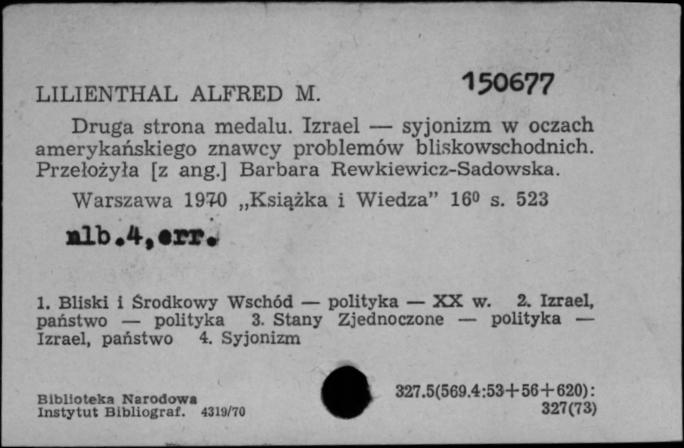 150677
LILIENTHAL ALFRED M.
Druga strona medalu. Izrael — syjonizm w oczach
amerykańskiego znawcy problemów bliskowschodnich.
Przełożyła [z ang.] Barbara Rewkiewicz-Sadowska.
Warszawa 1970 „Książka i Wiedza” 16⁰ s. 523
nlb.4,err.
1. Bliski i Środkowy Wschód — polityka — XX w. 2. Izrael,
państwo — polityka 3. Stany Zjednoczone — polityka —
Izrael, państwo 4. Syjonizm
327.5(569.4:53+56+620):
327(73)
Biblioteka Narodowa
Instytut Bibliograf. 4319/70